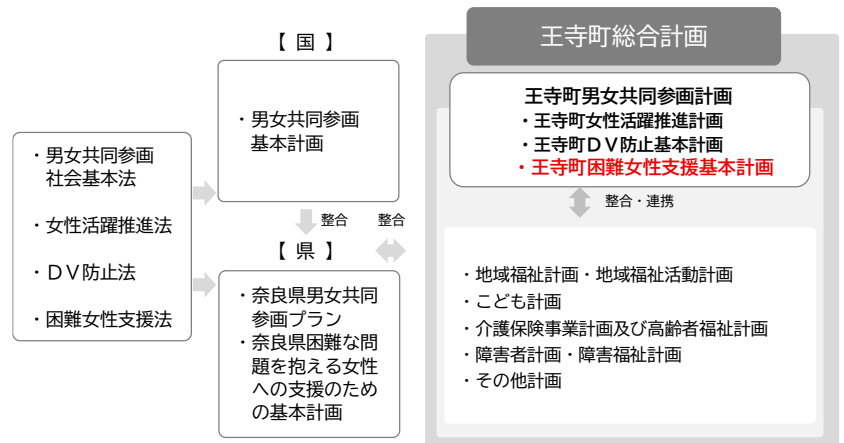 ・男女共同参画
社会基本法
・女性活躍推進法
・ＤＶ防止法
・困難女性支援法
【 国 】
・男女共同参画
基本計画
整合
整合
【 県 】
・奈良県男女共同
参画プラン
・奈良県困難な問
題を抱える女性
への支援のため
の基本計画
王寺町総合計画
王寺町男女共同参画計画
・王寺町女性活躍推進計画
・王寺町ＤＶ防止基本計画
・王寺町困難女性支援基本計画
整合・連携
・地域福祉計画・地域福祉活動計画
・こども計画
・介護保険事業計画及び高齢者福祉計画
・障害者計画・障害福祉計画
・その他計画